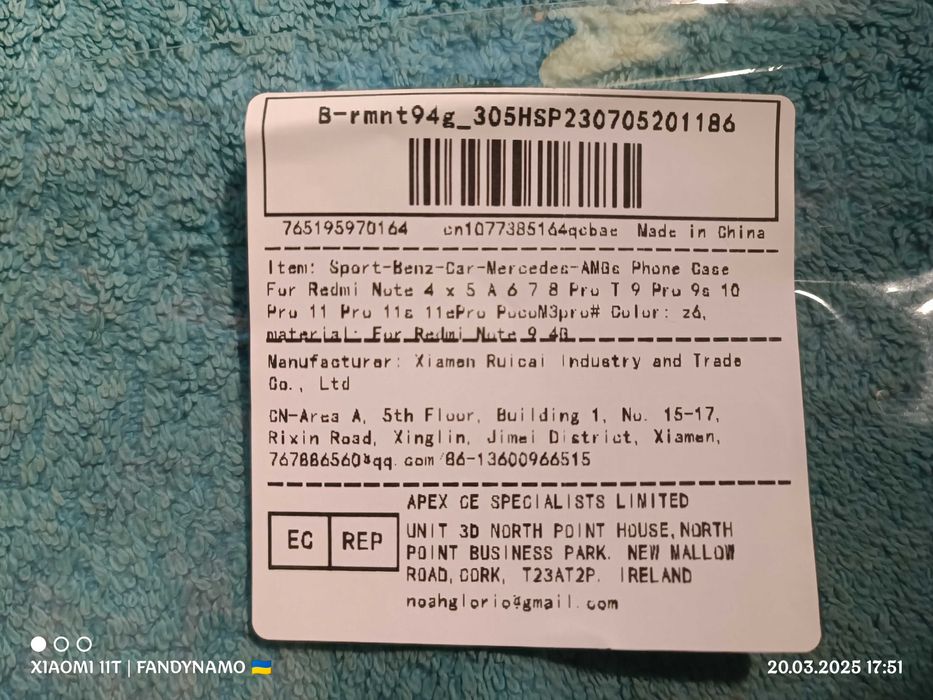 B-rmnt94g_305HSP230705201186
765195970164 cn1077385164qcbae Made in China
Item: Sport-Benz-Car-Mercedes-AMGs Phone Case
For Redmi Note 4 x 5 A 6 7 8 Pro T 9 Pro 9s 10
Pro 11 Pro 11s 11ePro PocoM3pro# Color: z6,
material: For Redmi Note 9 4G
Manufacturer: Xiamen Ruicai Industry and Trade
Co., Ltd
CN-Area A, 5th Floor, Building 1, No. 15-17,
Rixin Road, Xinglin, Jimei District, Xiamen,
767886560@qq.com/86-13600966515
EC REP
APEX CE SPECIALISTS LIMITED
UNIT 3D NORTH POINT HOUSE,NORTH
POINT BUSINESS PARK. NEW MALLOW
ROAD,CORK, T23AT2P. IRELAND
noahglorio@gmail.com
XIAOMI 11T | FANDYNAMO 🇺🇦
20.03.2025 17:51